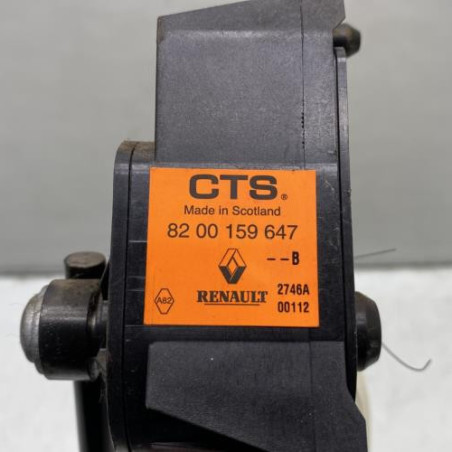 CTS®
Made in Scotland
82 00 159 647
--B
RENAULT
2746A
A82
00112